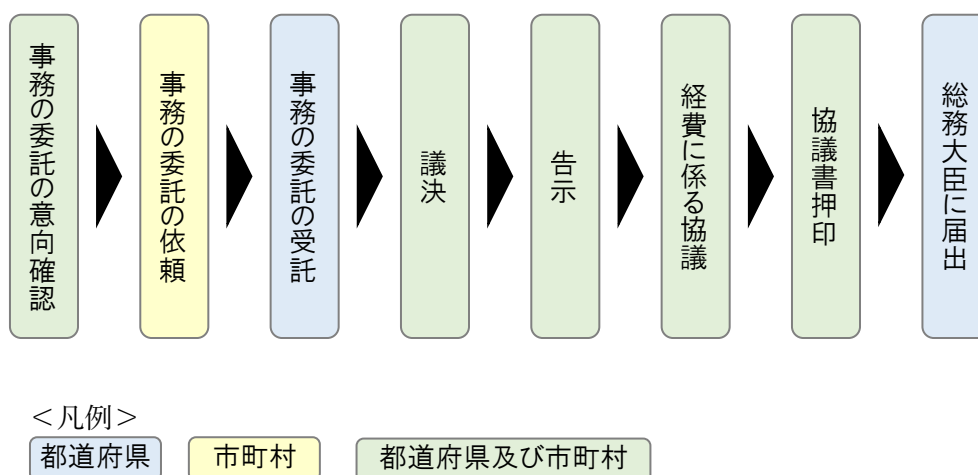 事務の委託の意向確認
事務の委託の依頼
事務の委託の受託
議決
告示
経費に係る協議
協議書押印
総務大臣に届出
＜凡例＞
都道府県
市町村
都道府県及び市町村